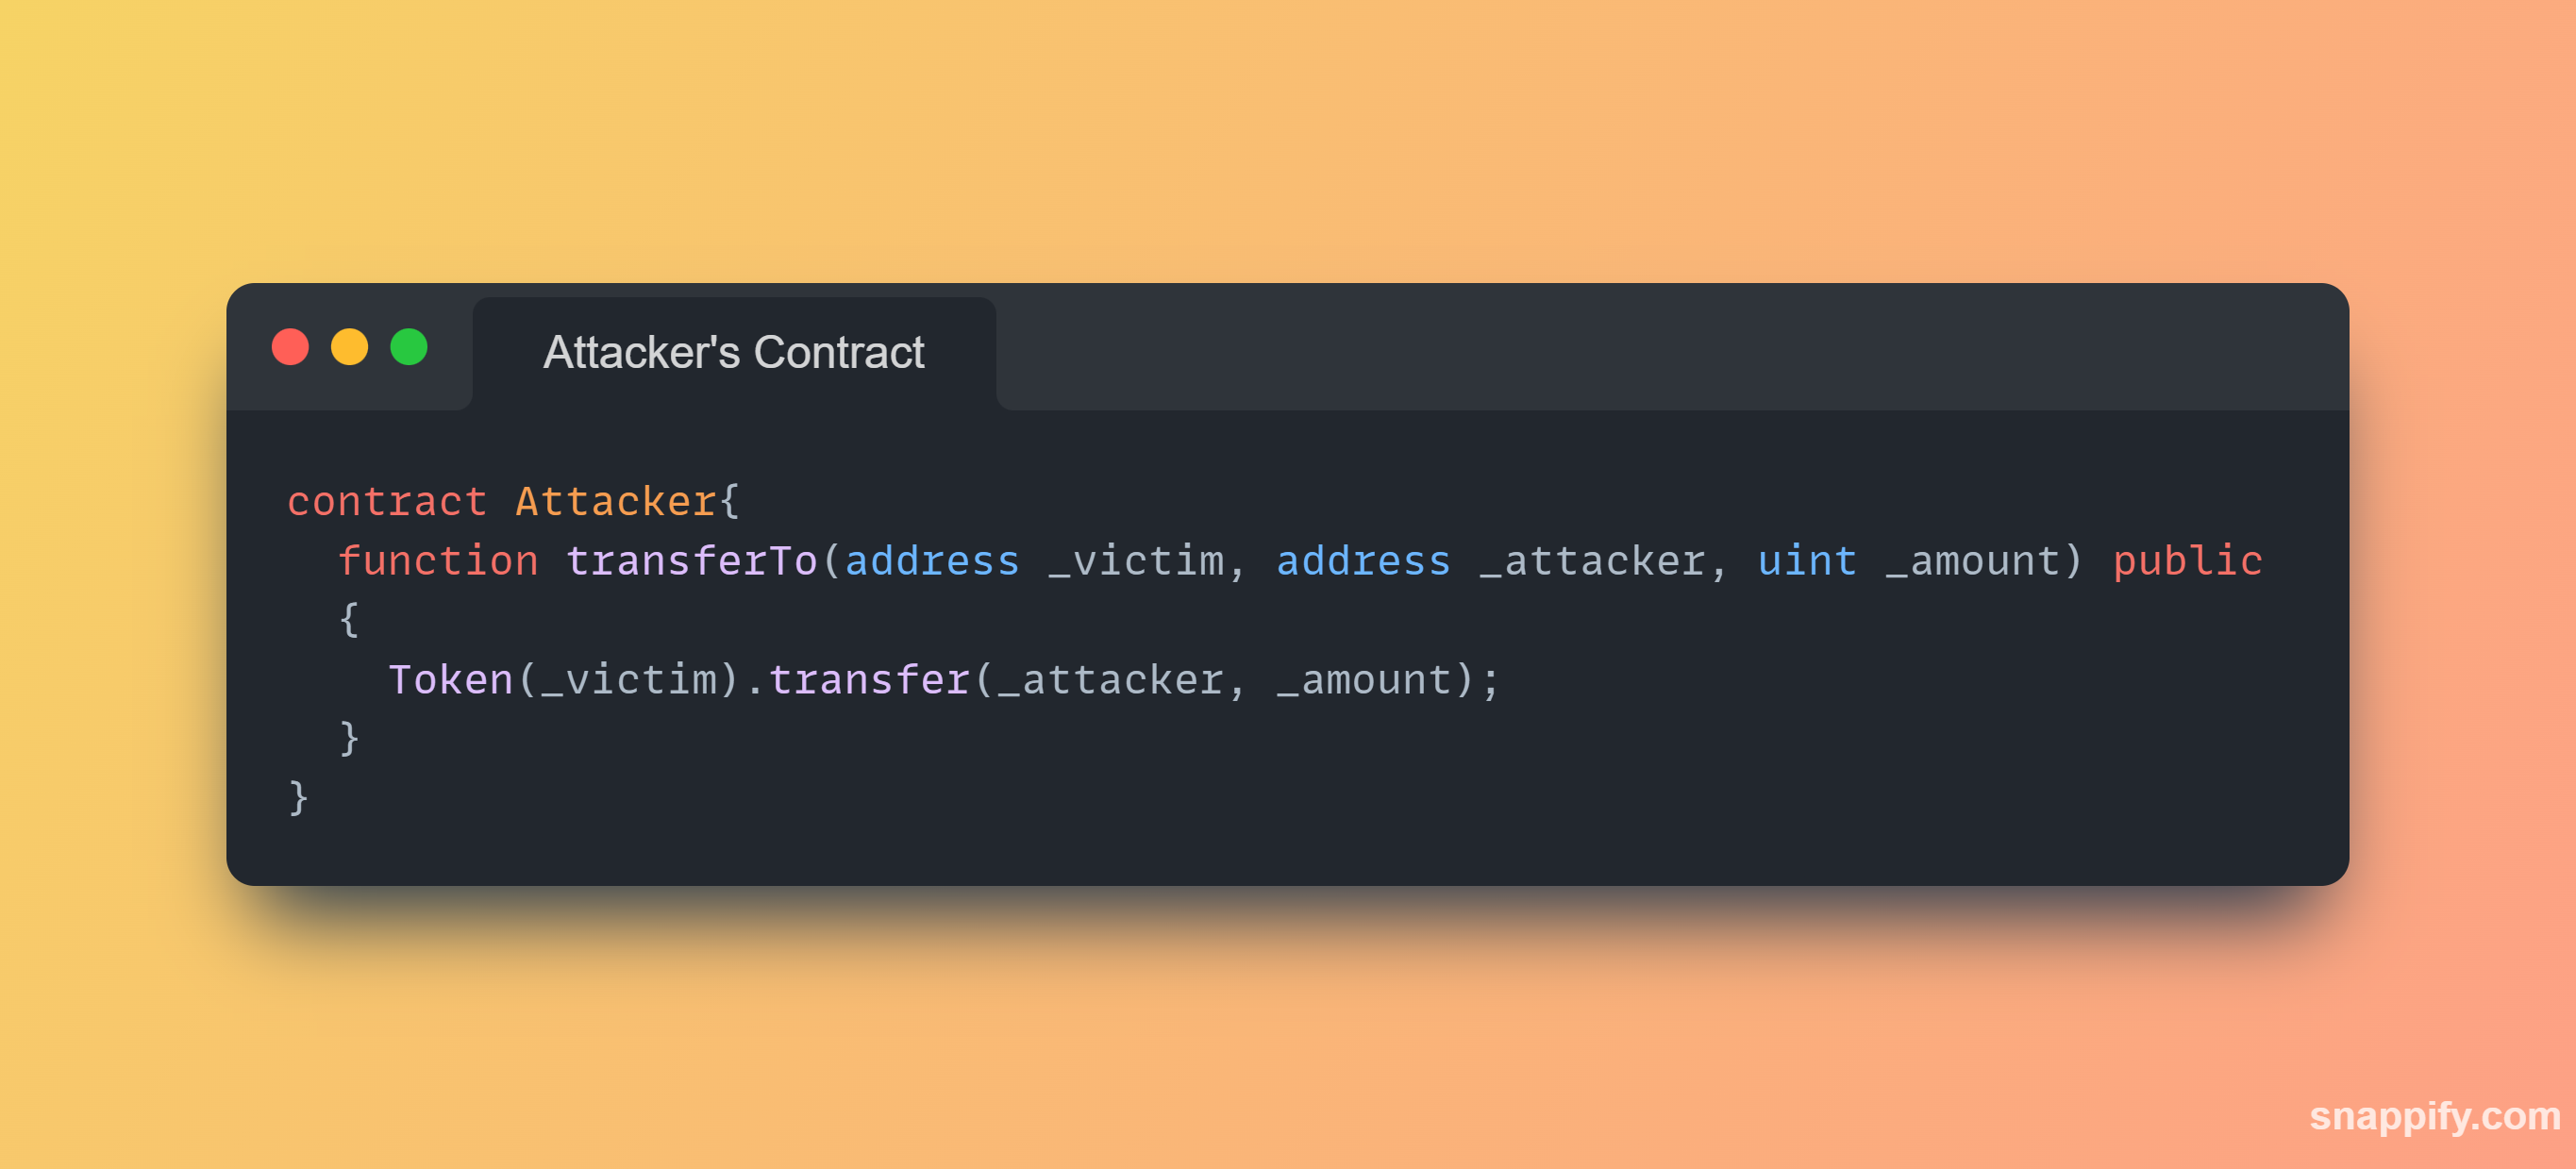 Attacker's Contract
contract Attacker{
  function transferTo(address _victim, address _attacker, uint _amount) public
  {
    Token(_victim).transfer(_attacker, _amount);
  }
}
snappify.com